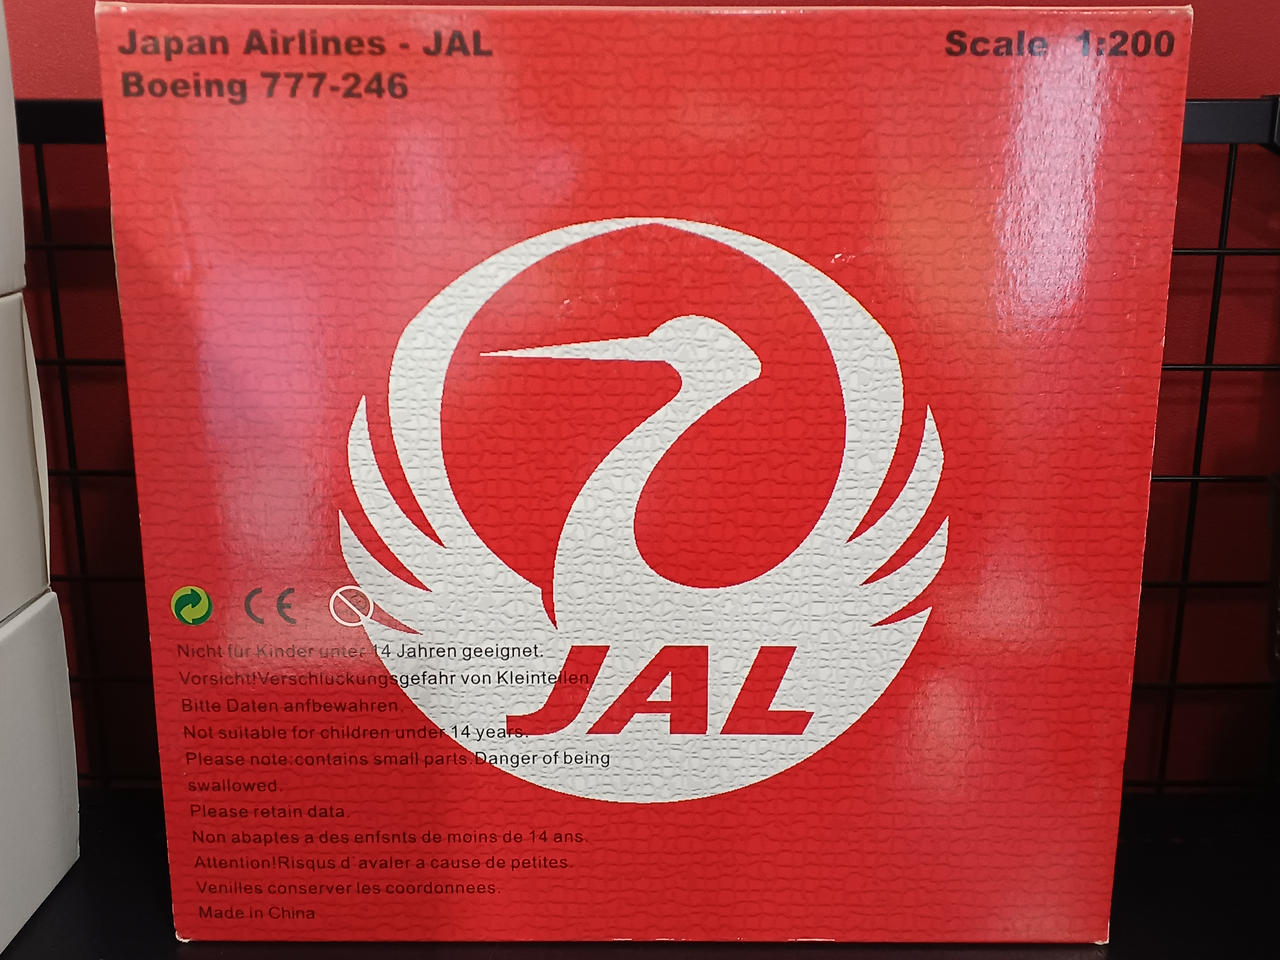 Japan Airlines - JAL
Boeing 777-246
Scale 1:200
CE
JAL
Nicht für Kinder unter 14 Jahren geeignet.
Vorsicht!Verschluckungsgefahr von Kleinteilen.
Bitte Daten anfbewahren.
Not suitable for children under 14 years.
Please note:contains small parts.Danger of being
swallowed.
Please retain data.
Non abaptes a des enfsnts de moins de 14 ans.
Attention!Risqus d`avaler a cause de petites.
Venilles conserver les coordonnees.
Made in China